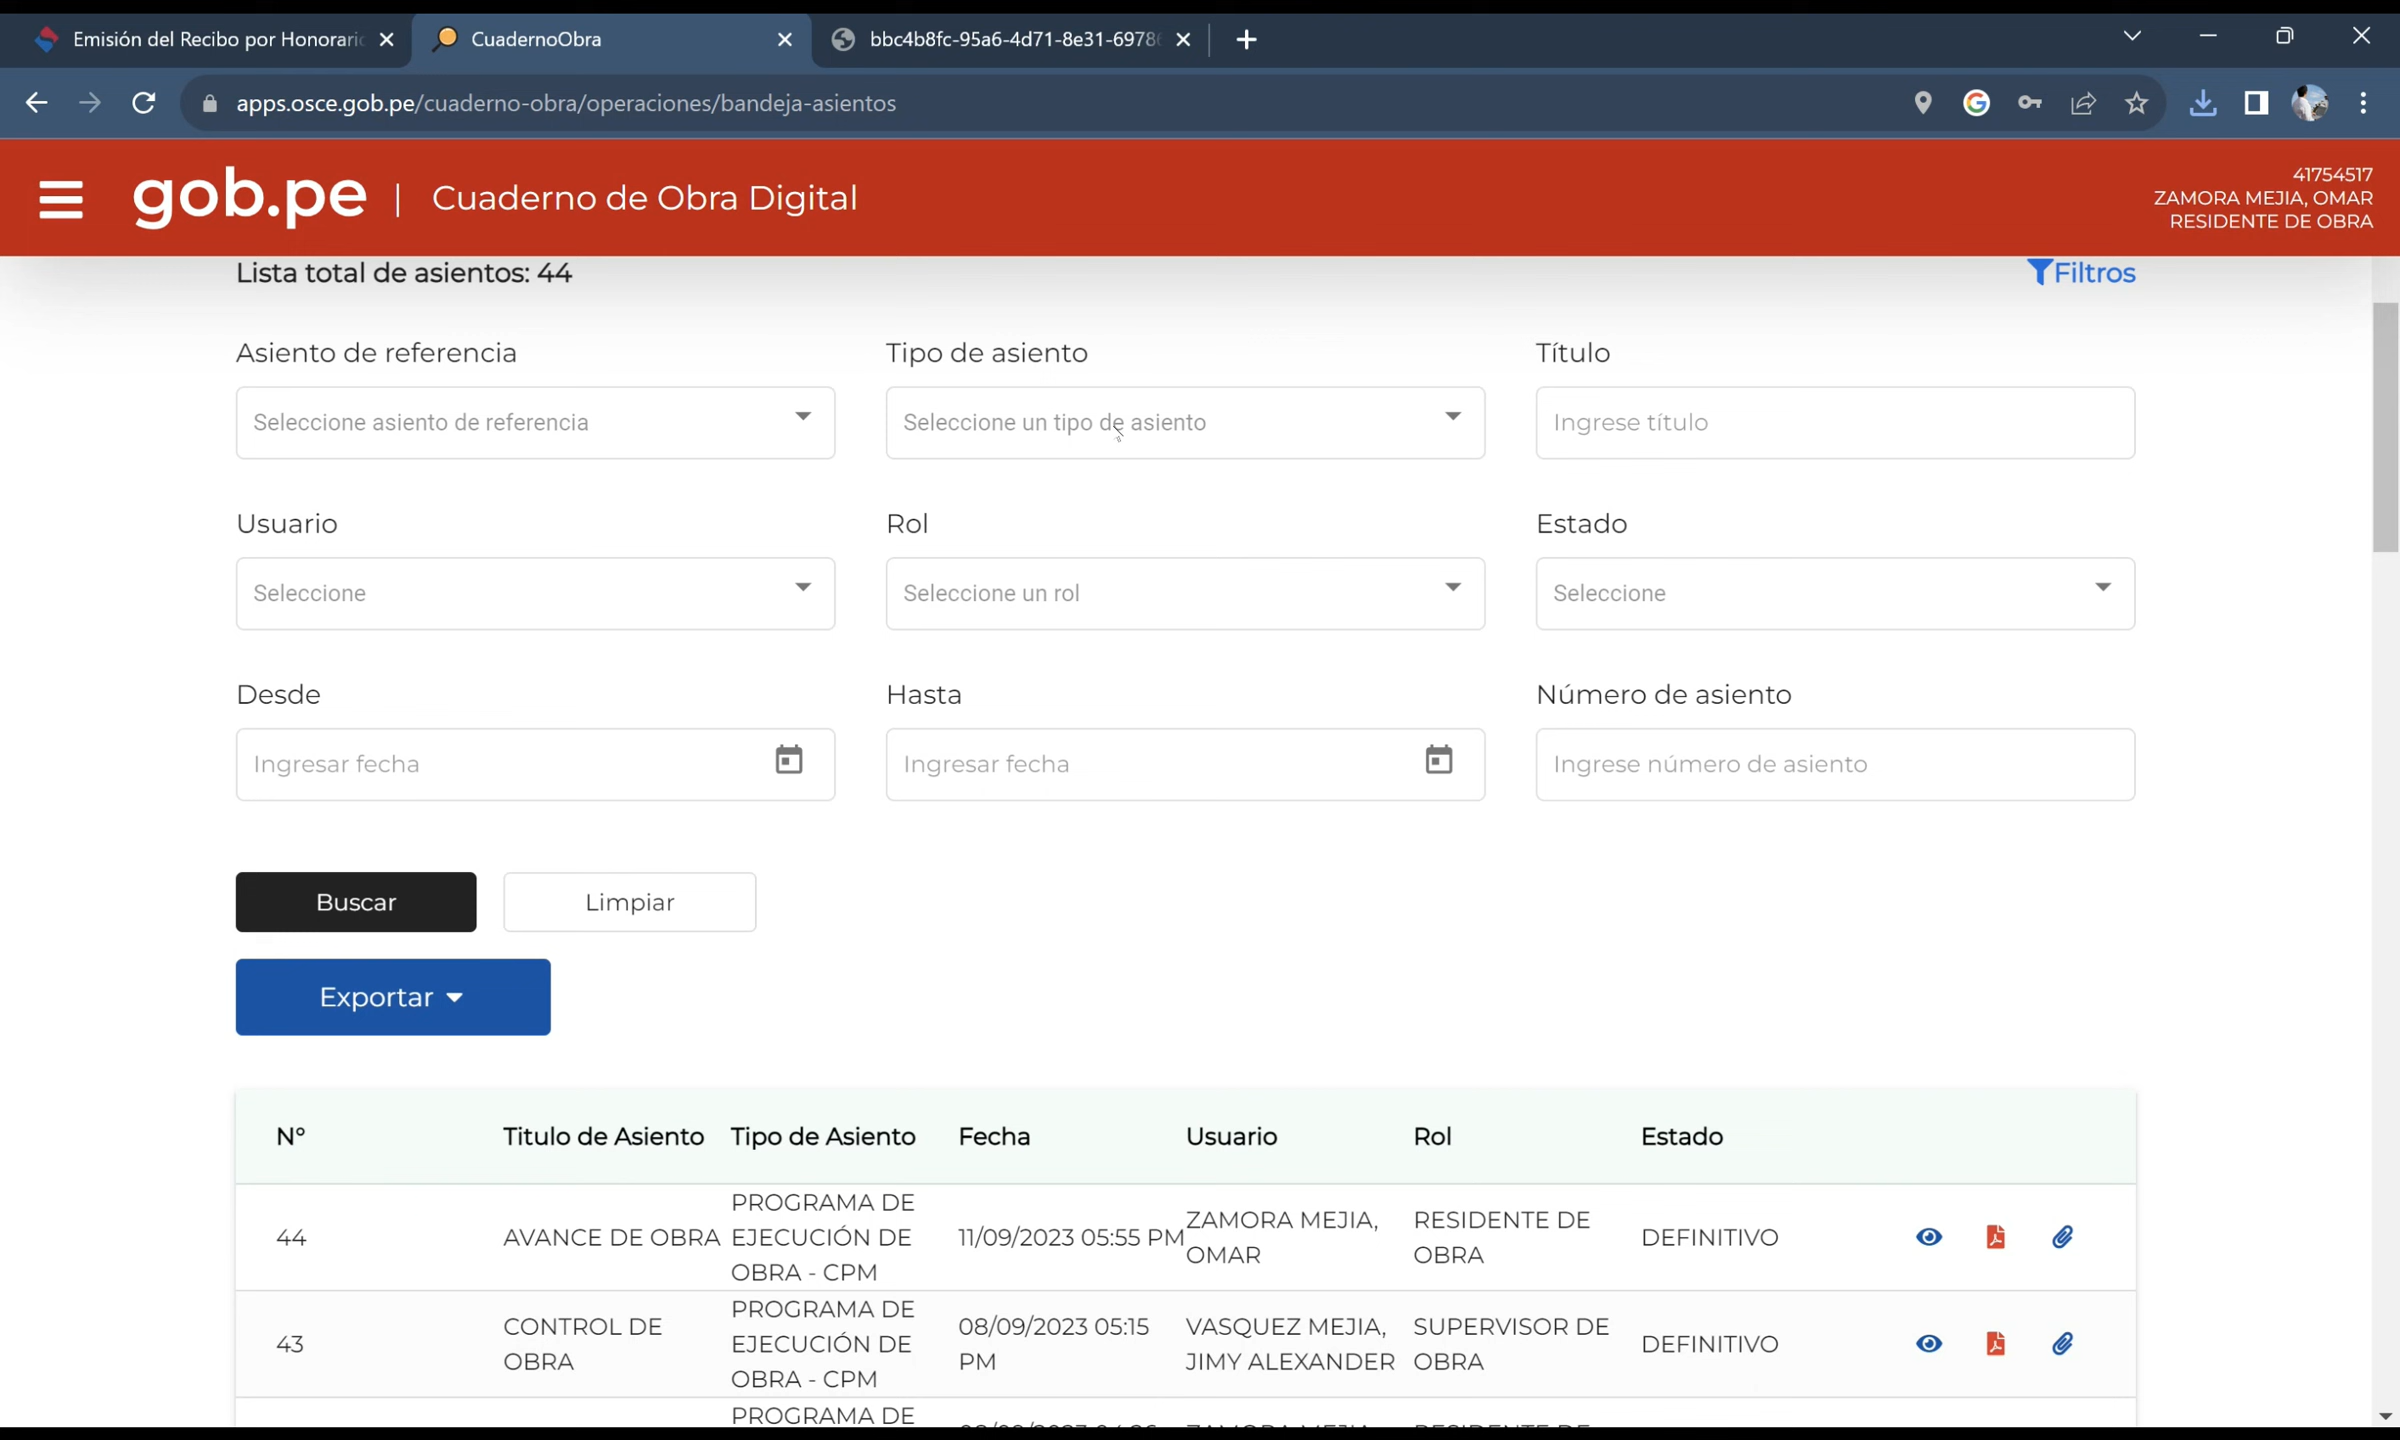 Emisión del Recibo por Honorari
CuadernoObra
bbc4b8fc-95a6-4d71-8e31-6978
apps.osce.gob.pe/cuaderno-obra/operaciones/bandeja-asientos
gob.pe | Cuaderno de Obra Digital
41754517
ZAMORA MEJIA, OMAR
RESIDENTE DE OBRA
Lista total de asientos: 44
Filtros
Asiento de referencia
Tipo de asiento
Título
Seleccione asiento de referencia
Seleccione un tipo de asiento
Ingrese título
Usuario
Rol
Estado
Seleccione
Seleccione un rol
Seleccione
Desde
Hasta
Número de asiento
Ingresar fecha
Ingresar fecha
Ingrese número de asiento
Buscar
Limpiar
Exportar
N° Titulo de Asiento Tipo de Asiento Fecha Usuario Rol Estado
44
AVANCE DE OBRA
PROGRAMA DE
EJECUCIÓN DE
OBRA - CPM
11/09/2023 05:55 PM
ZAMORA MEJIA,
OMAR
RESIDENTE DE
OBRA
DEFINITIVO
43
CONTROL DE
OBRA
PROGRAMA DE
EJECUCIÓN DE
OBRA - CPM
08/09/2023 05:15
PM
VASQUEZ MEJIA,
JIMY ALEXANDER
SUPERVISOR DE
OBRA
DEFINITIVO
PROGRAMA DE